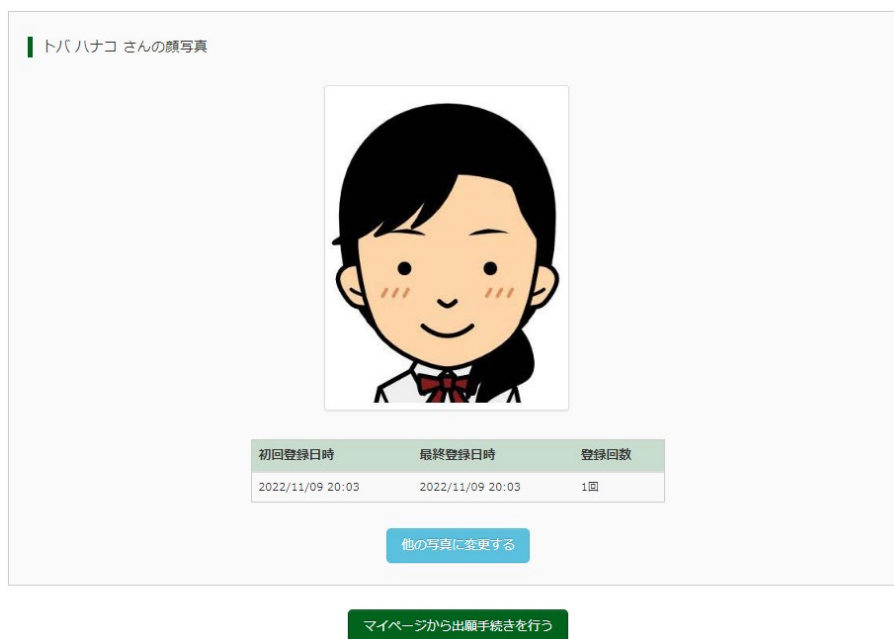 トバ ハナコ さんの顔写真
初回登録日時 最終登録日時 登録回数
2022/11/09 20:03 2022/11/09 20:03 1回
他の写真に変更する
マイページから出願手続きを行う